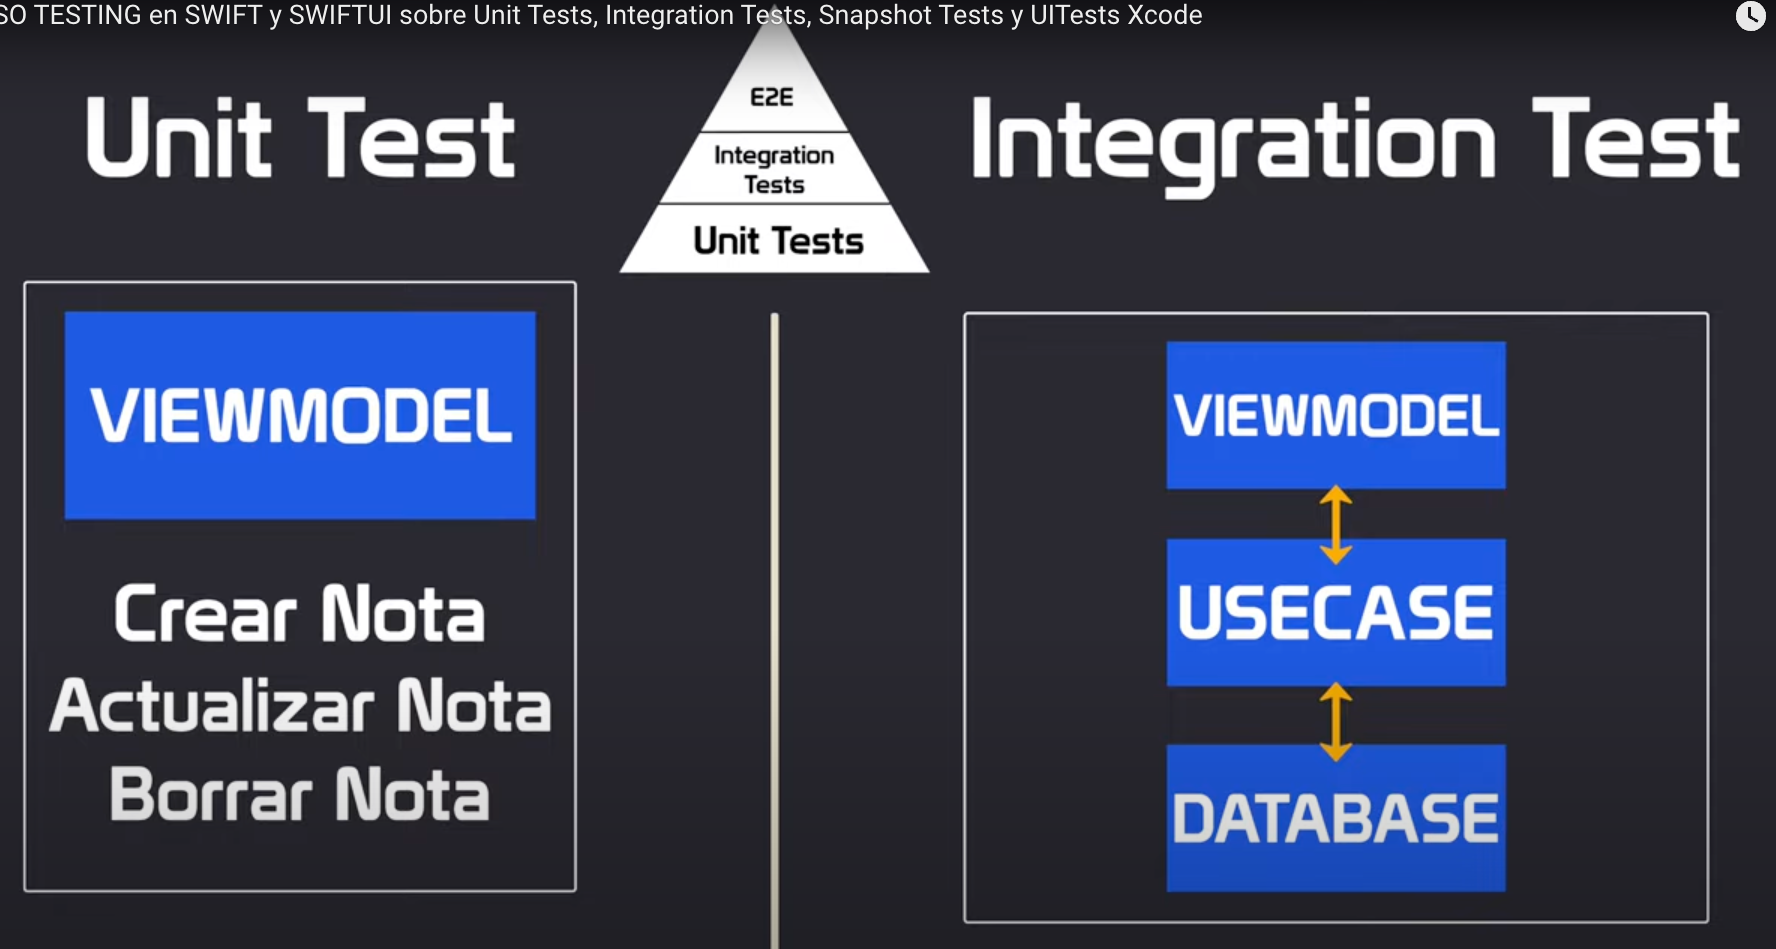 SO TESTING en SWIFT y SWIFTUI sobre Unit Tests, Integration Tests, Snapshot Tests y UITests Xcode
Unit Test
E2E
Integration
Tests
Unit Tests
Integration Test
VIEWMODEL
Crear Nota
Actualizar Nota
Borrar Nota
VIEWMODEL
USECASE
DATABASE